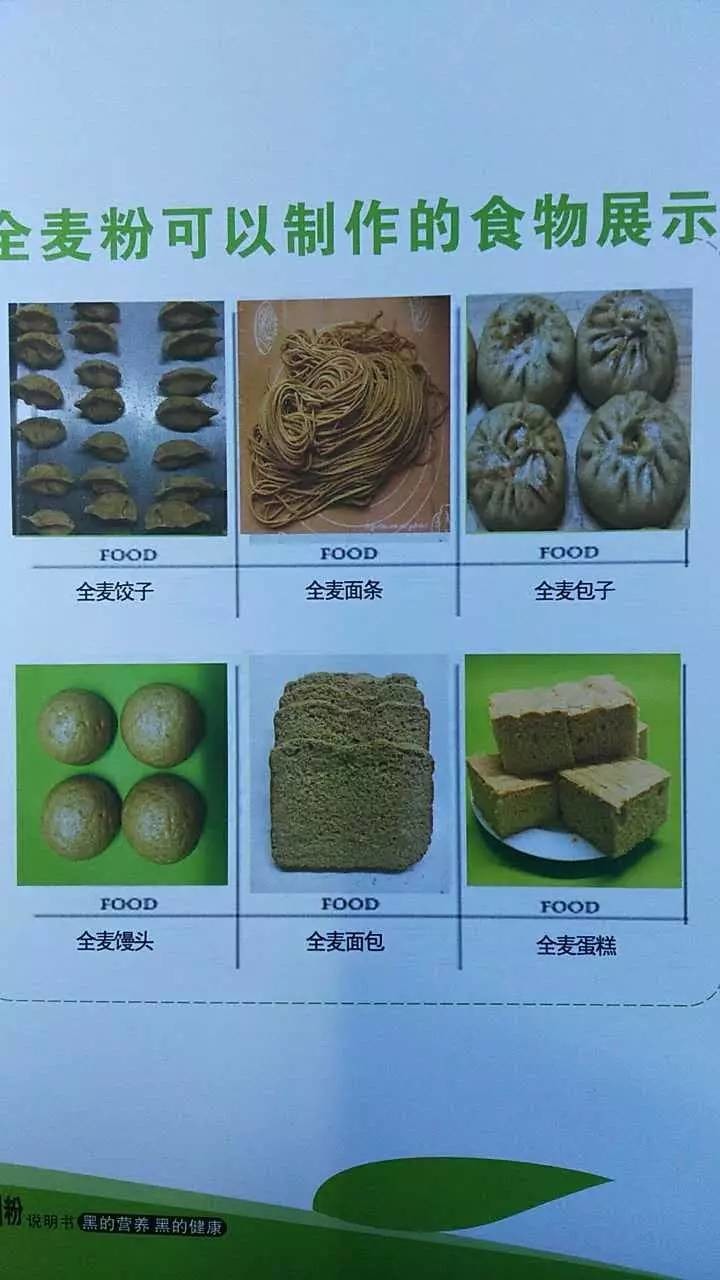 全麦粉可以制作的食物展示
FOOD FOOD FOOD
全麦饺子 全麦面条 全麦包子
FOOD FOOD FOOD
全麦馒头 全麦面包 全麦蛋糕
粉 说明书 黑的营养 黑的健康